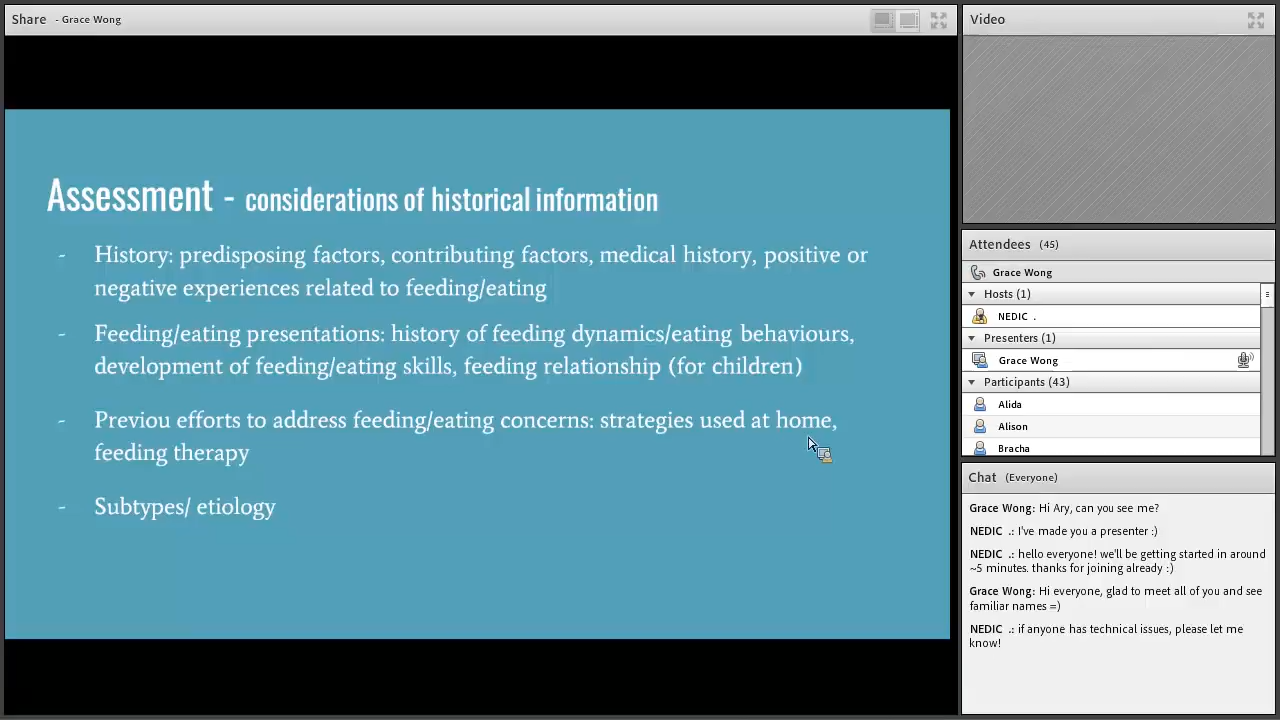 Share - Grace Wong
Assessment - considerations of historical information
- History: predisposing factors, contributing factors, medical history, positive or
negative experiences related to feeding/eating
- Feeding/eating presentations: history of feeding dynamics/eating behaviours,
development of feeding/eating skills, feeding relationship (for children)
- Previou efforts to address feeding/eating concerns: strategies used at home,
feeding therapy
- Subtypes/ etiology
Video
Attendees (45)
Grace Wong
Hosts (1)
NEDIC .
Presenters (1)
Grace Wong
Participants (43)
Alida
Alison
Bracha
Chat (Everyone)
Grace Wong: Hi Ary, can you see me?
NEDIC .: I've made you a presenter :)
NEDIC .: hello everyone! we'll be getting started in around
~5 minutes. thanks for joining already :)
Grace Wong: Hi everyone, glad to meet all of you and see
familiar names =)
NEDIC .: if anyone has technical issues, please let me
know!